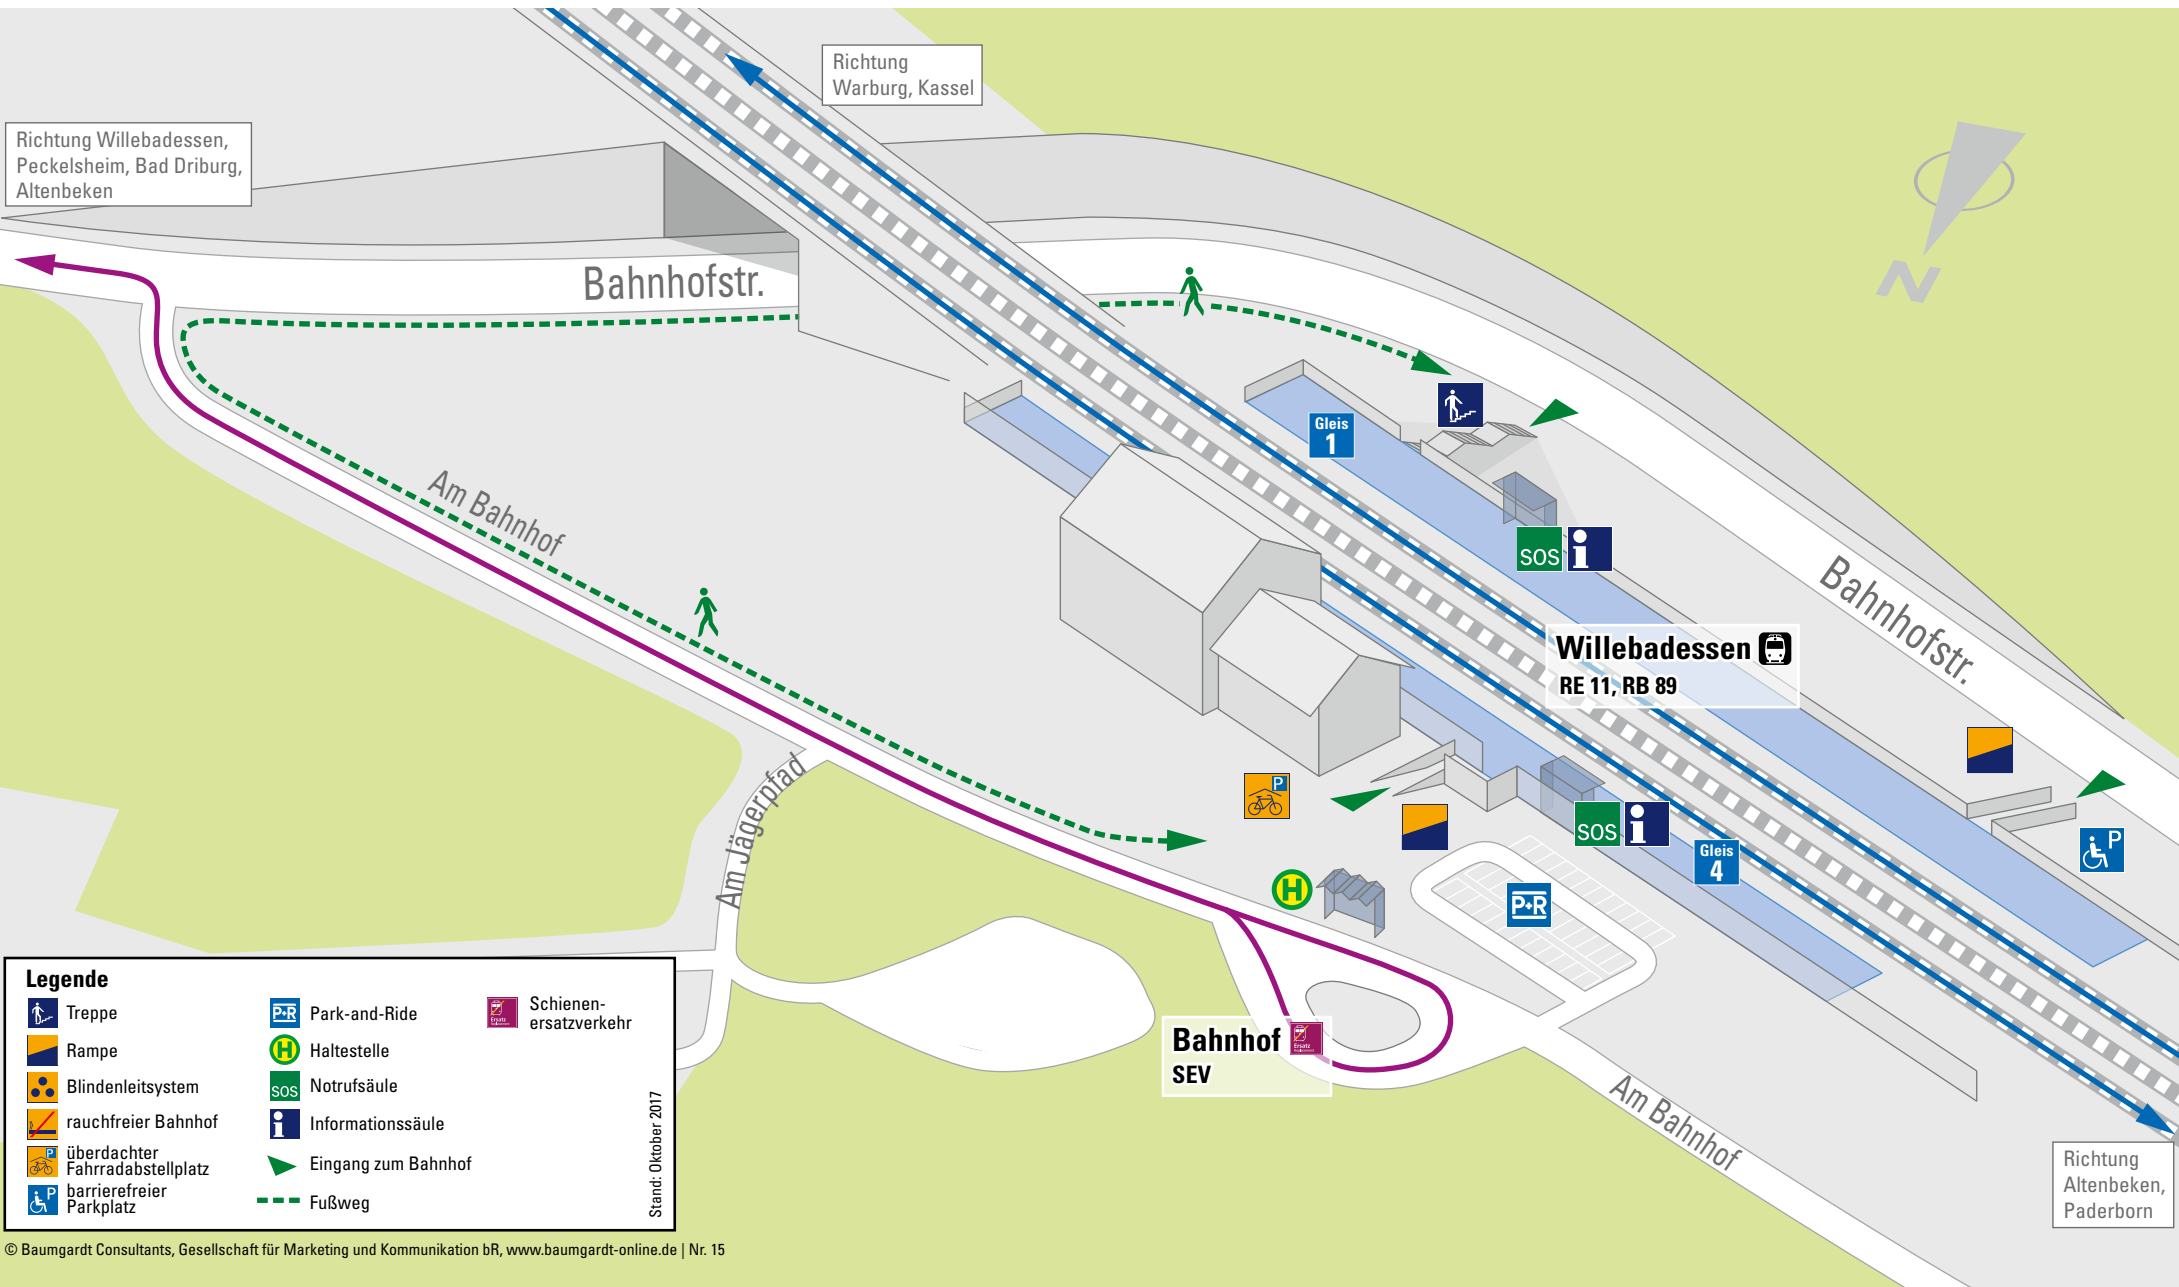 Richtung
Warburg, Kassel
Richtung Willebadessen,
Peckelsheim, Bad Driburg,
Altenbeken
N
Bahnhofstr.
Gleis
1
Am Bahnhof
SOS
i
Bahnhofstr.
Willebadessen
RE 11, RB 89
P
Am Jägerpfad
SOS
i
Gleis
4
P
H
P+R
Bahnhof
Ersatz
SEV
Am Bahnhof
Richtung
Altenbeken,
Paderborn
Legende
Treppe
Rampe
Blindenleitsystem
rauchfreier Bahnhof
P
überdachter
Fahrradabstellplatz
P
barrierefreier
Parkplatz
P+R
Park-and-Ride
H
Haltestelle
SOS
Notrufsäule
i
Informationssäule
Eingang zum Bahnhof
Fußweg
Ersatz
Schienen-
ersatzverkehr
Stand: Oktober 2017
© Baumgardt Consultants, Gesellschaft für Marketing und Kommunikation bR, www.baumgardt-online.de | Nr. 15